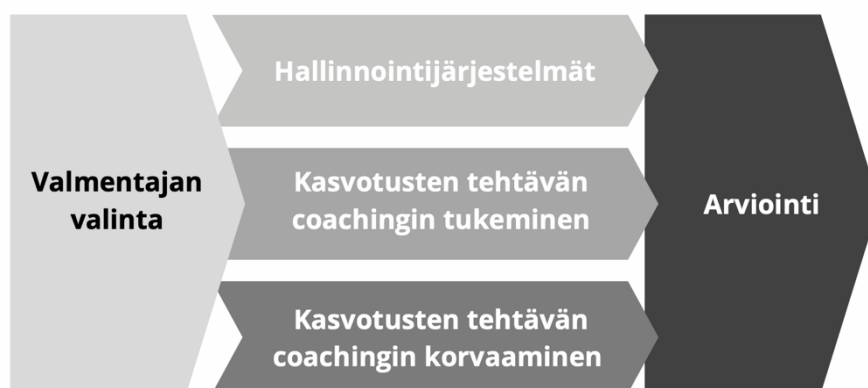 Valmentajan
valinta
Hallinnointijärjestelmät
Kasvotusten tehtävän
coachingin tukeminen
Kasvotusten tehtävän
coachingin korvaaminen
Arviointi